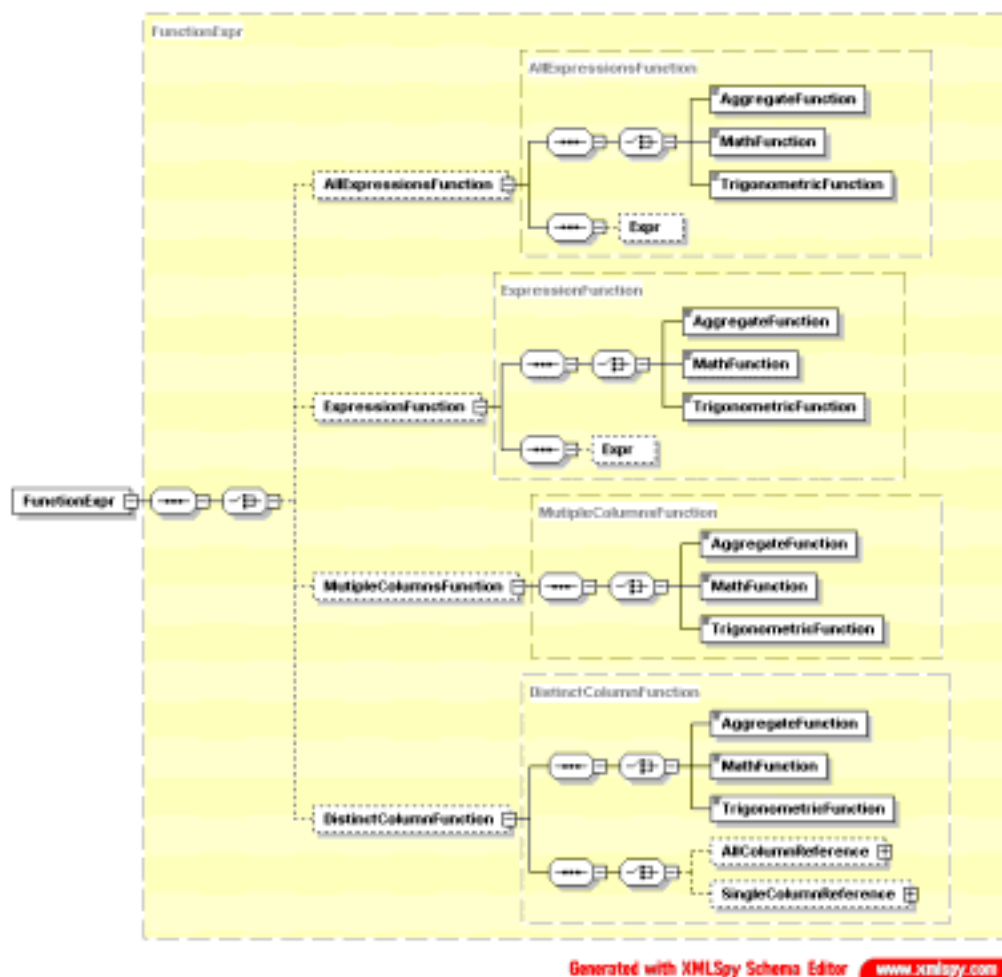 FunctionExpr
AllExpressionsFunction
AggregateFunction
MathFunction
TrigonometricFunction
AllExpressionsFunction
Expr
ExpressionFunction
AggregateFunction
MathFunction
TrigonometricFunction
ExpressionFunction
Expr
FunctionExpr
MutipleColumnsFunction
AggregateFunction
MutipleColumnsFunction
MathFunction
TrigonometricFunction
DistinctColumnFunction
AggregateFunction
MathFunction
TrigonometricFunction
DistinctColumnFunction
AllColumnReference
SingleColumnReference
Generated with XMLSpy Schema Editor www.xmlspy.com